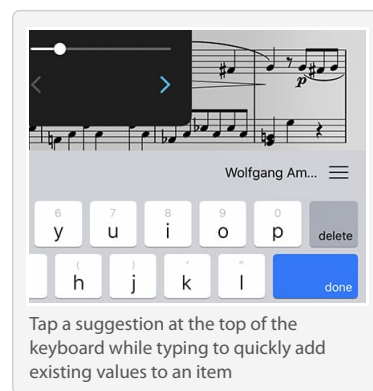 p
Wolfgang Am...
6 7 8 9 0
y u i o p delete
( ) ' "
h j k l done
Tap a suggestion at the top of the
keyboard while typing to quickly add
existing values to an item